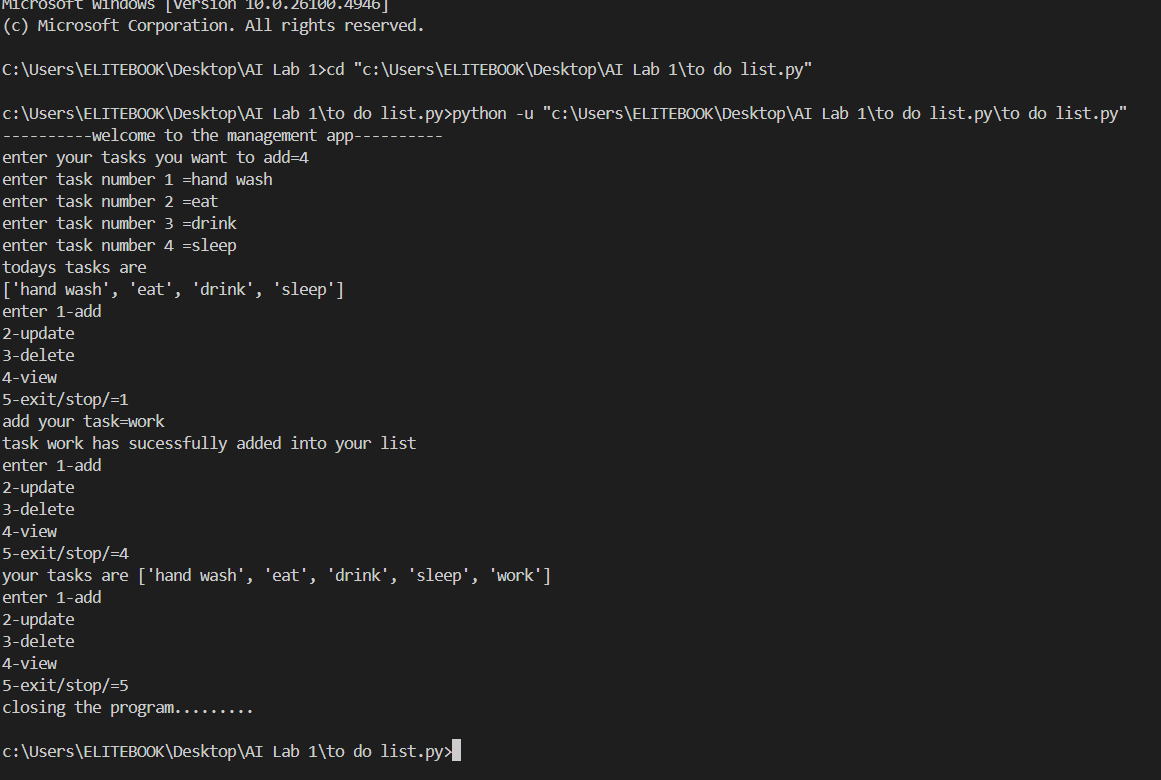 Microsoft Windows [Version 10.0.26100.4946]
(c) Microsoft Corporation. All rights reserved.
C:\Users\ELITEBOOK\Desktop\AI Lab 1>cd "c:\Users\ELITEBOOK\Desktop\AI Lab 1\to do list.py"
c:\Users\ELITEBOOK\Desktop\AI Lab 1\to do list.py>python -u "c:\Users\ELITEBOOK\Desktop\AI Lab 1\to do list.py\to do list.py"
----------welcome to the management app----------
enter your tasks you want to add=4
enter task number 1 =hand wash
enter task number 2 =eat
enter task number 3 =drink
enter task number 4 =sleep
todays tasks are
['hand wash', 'eat', 'drink', 'sleep']
enter 1-add
2-update
3-delete
4-view
5-exit/stop/=1
add your task=work
task work has sucessfully added into your list
enter 1-add
2-update
3-delete
4-view
5-exit/stop/=4
your tasks are ['hand wash', 'eat', 'drink', 'sleep', 'work']
enter 1-add
2-update
3-delete
4-view
5-exit/stop/=5
closing the program.........
c:\Users\ELITEBOOK\Desktop\AI Lab 1\to do list.py>